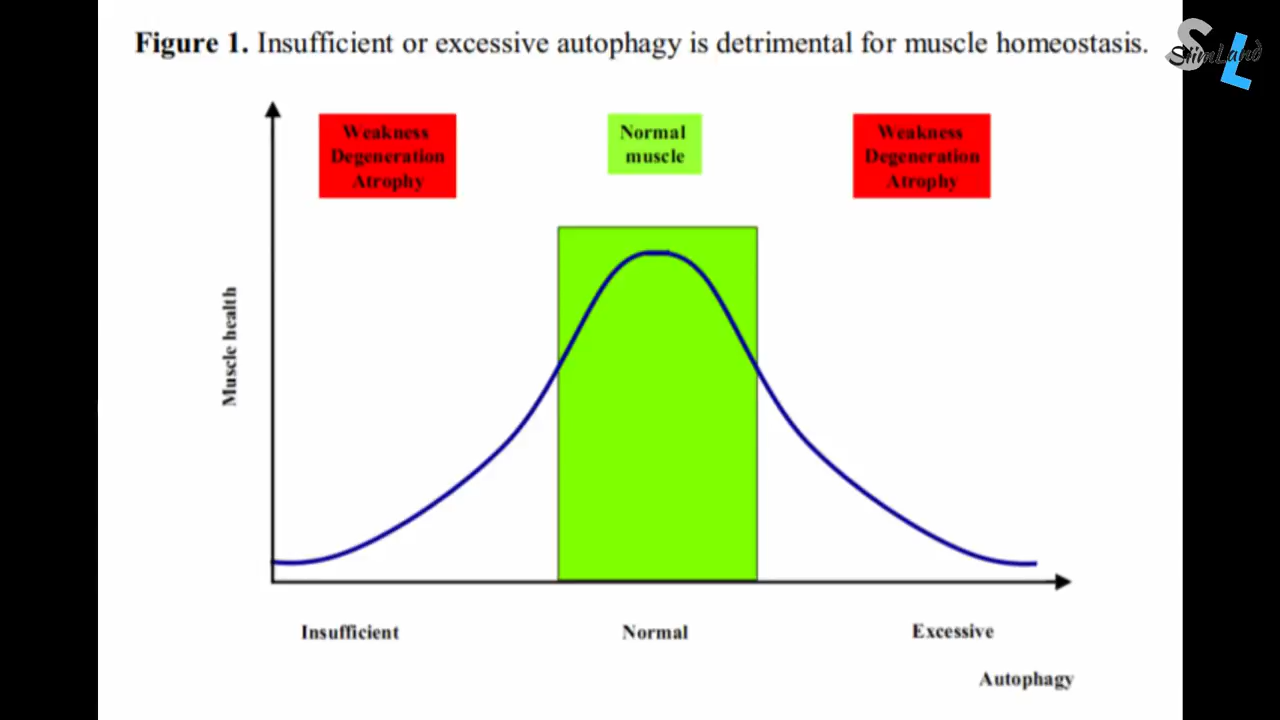 Figure 1. Insufficient or excessive autophagy is detrimental for muscle homeostasis.
SL
SiimLand
Weakness
Degeneration
Atrophy
Normal
muscle
Weakness
Degeneration
Atrophy
Muscle health
Insufficient
Normal
Excessive
Autophagy